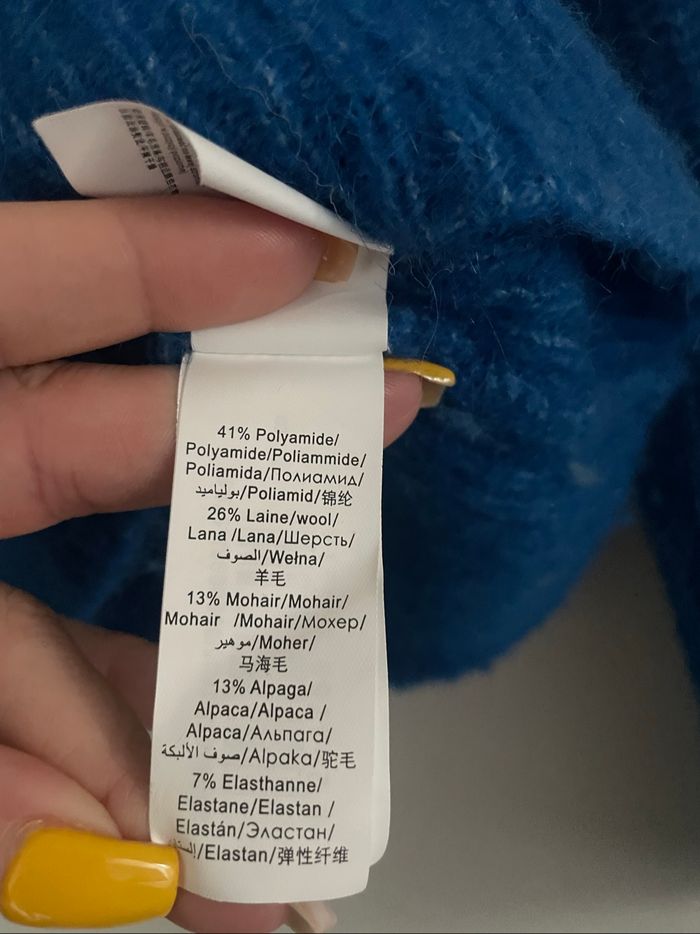 41% Polyamide/
Polyamide/Poliammide/
Poliamida/Полиамид/
بولياميد/Poliamid/锦纶
26% Laine/wool/
Lana /Lana/Шерсть/
الصوف/Wełna/
羊毛
13% Mohair/Mohair/
Mohair /Mohair/Мохер/
موهير/Moher/
马海毛
13% Alpaga/
Alpaca/Alpaca /
Alpaca/Альпага/
صوف الألبكة/Alpaka/驼毛
7% Elasthanne/
Elastane/Elastan /
Elastán/Эластан/
/Elastan/弹性纤维